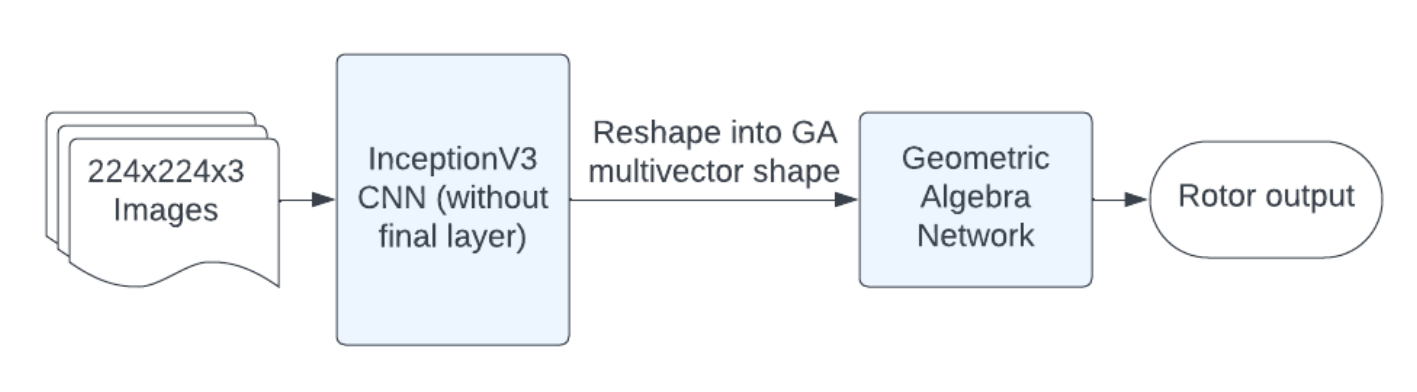 224x224x3
Images
InceptionV3
CNN (without
final layer)
Reshape into GA
multivector shape
Geometric
Algebra
Network
Rotor output